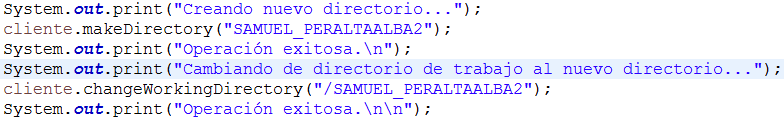 System.out.print("Creando nuevo directorio...");
cliente.makeDirectory("SAMUEL_PERALTAALBA2");
System.out.print("Operación exitosa.\n");
System.out.print("Cambiando de directorio de trabajo al nuevo directorio...");
cliente.changeWorkingDirectory("/SAMUEL_PERALTAALBA2");
System.out.print("Operación exitosa.\n\n");